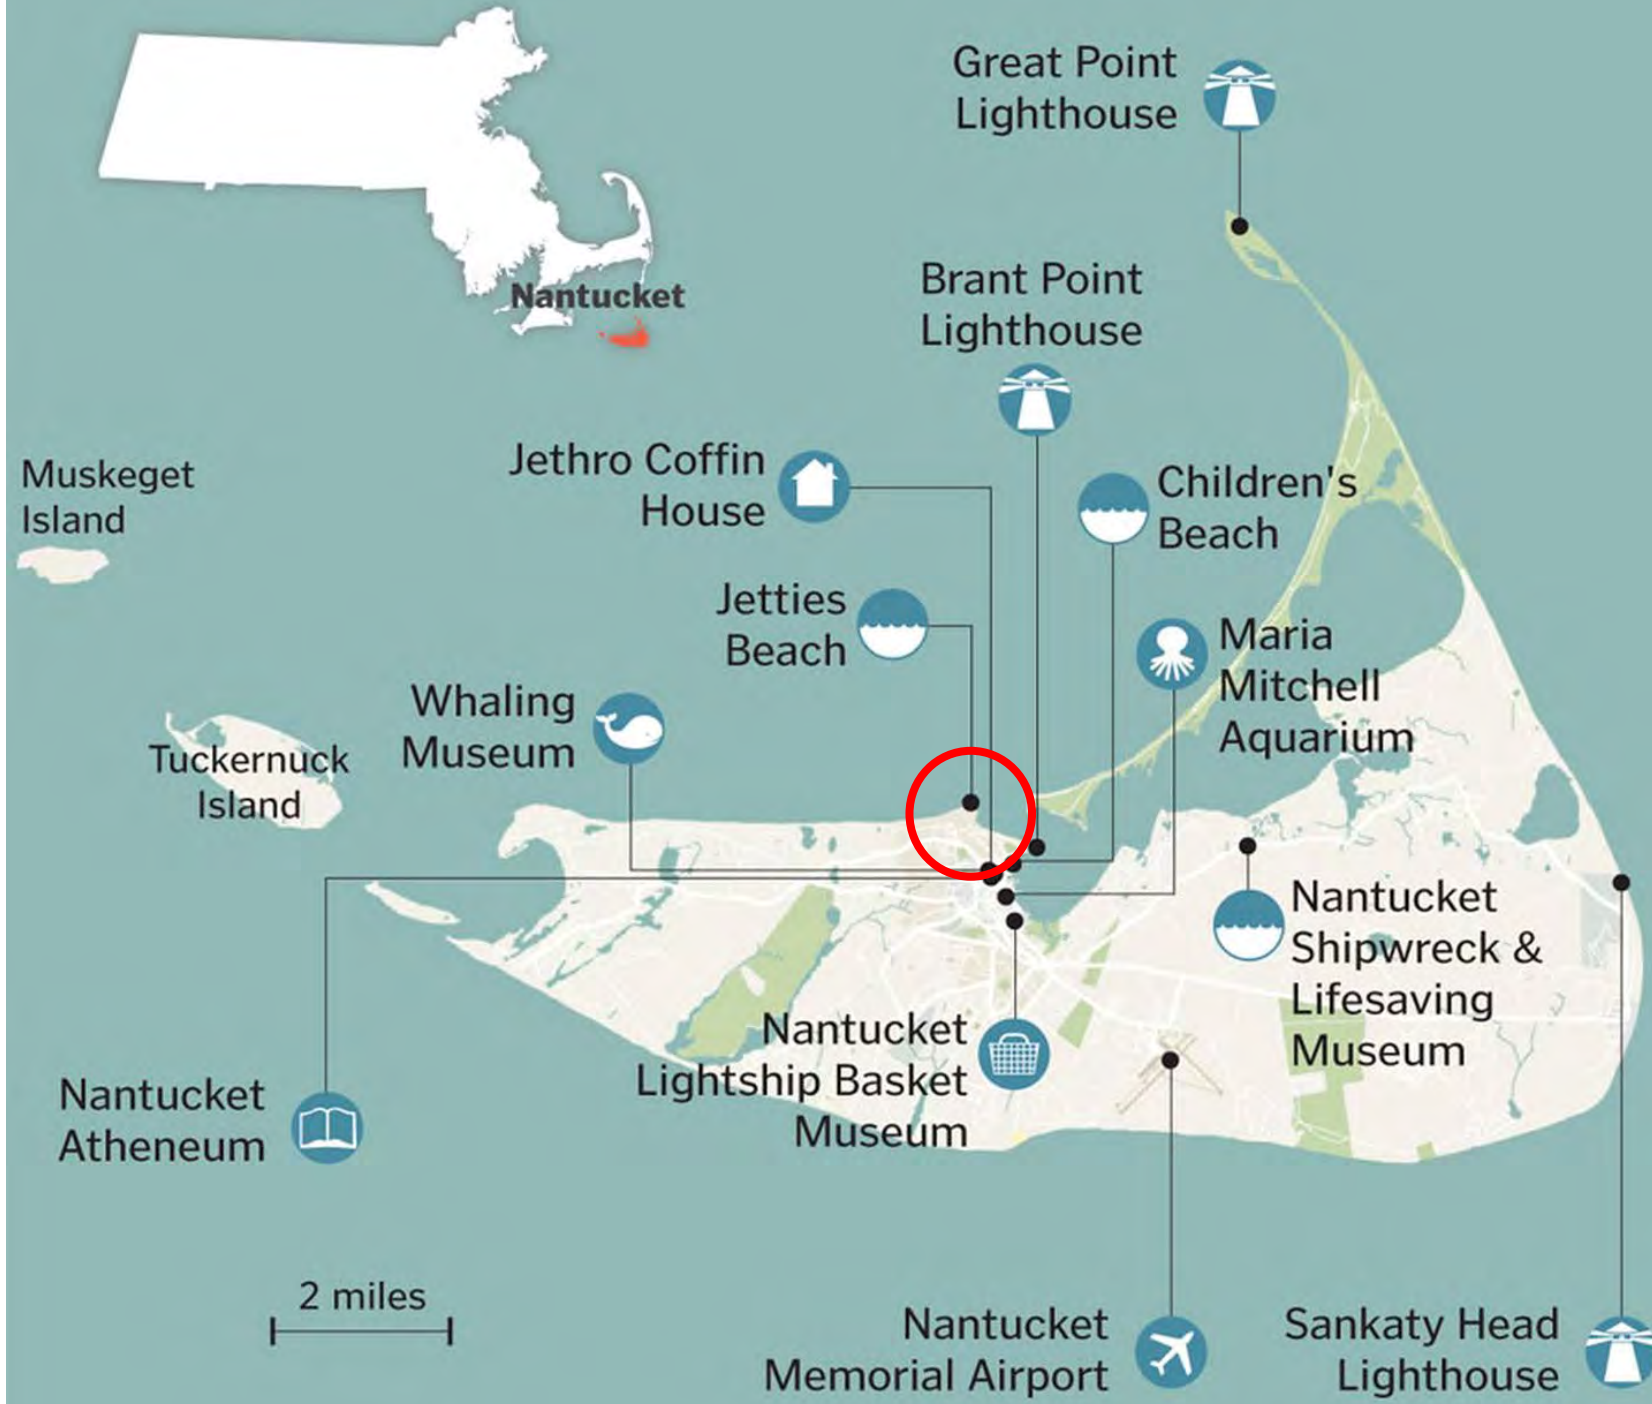 Great Point
Lighthouse
Nantucket
Brant Point
Lighthouse
Jethro Coffin
House
Children's
Beach
Muskeget
Island
Jetties
Beach
Maria
Mitchell
Aquarium
Whaling
Museum
Tuckernuck
Island
Nantucket
Shipwreck &
Lifesaving
Museum
Nantucket
Lightship Basket
Museum
Nantucket
Atheneum
2 miles
Nantucket
Memorial Airport
Sankaty Head
Lighthouse